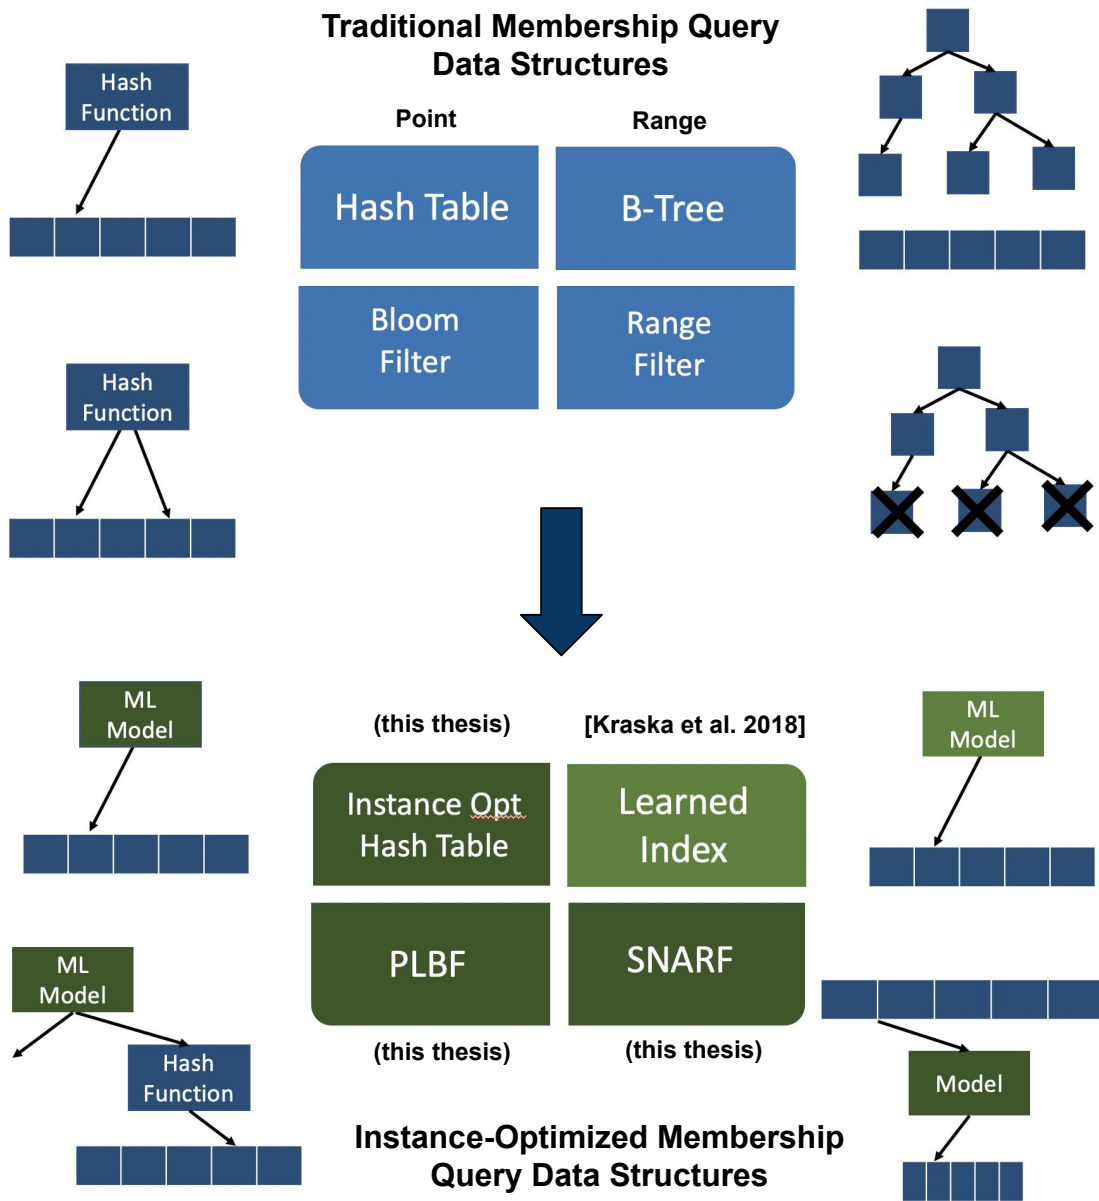 Traditional Membership Query
Data Structures
Hash
Function
Point
Range
Hash Table
B-Tree
Bloom
Filter
Range
Filter
Hash
Function
ML
Model
(this thesis)
[Kraska et al. 2018]
ML
Model
Instance Opt
Hash Table
Learned
Index
PLBF
SNARF
ML
Model
(this thesis)
(this thesis)
Hash
Function
Model
Instance-Optimized Membership
Query Data Structures